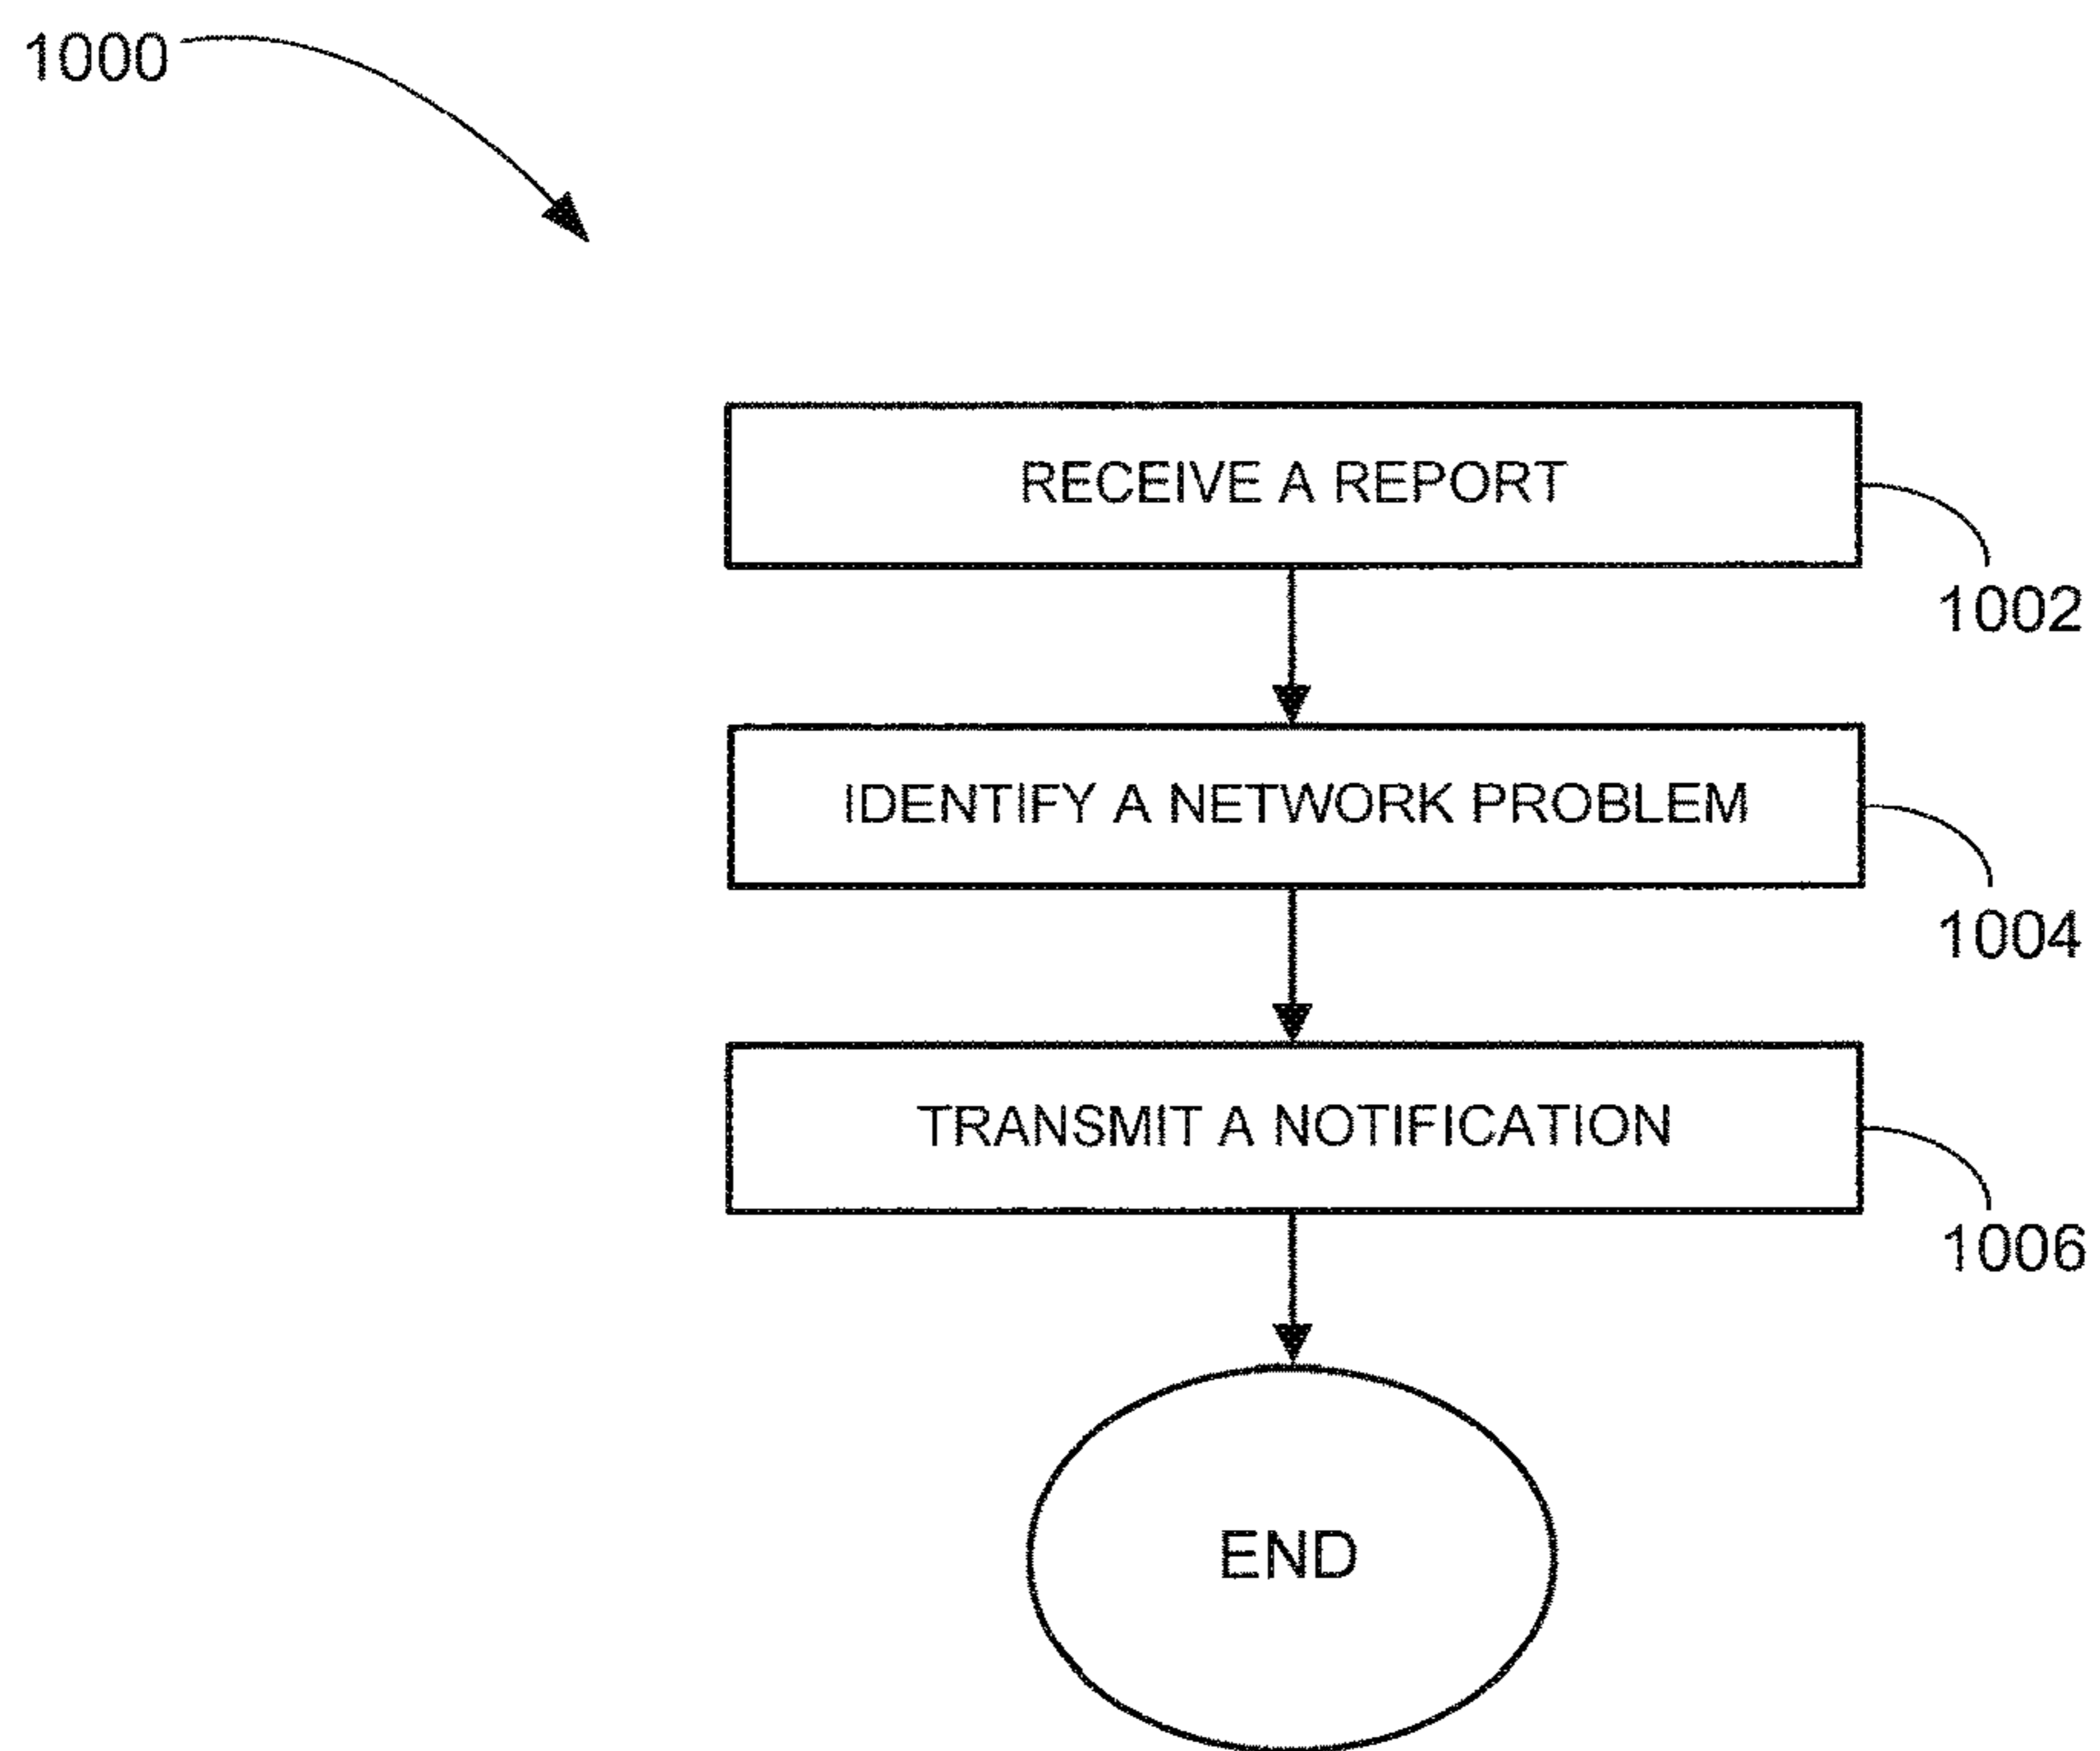 1000
RECEIVE A REPORT
1002
IDENTIFY A NETWORK PROBLEM
1004
TRANSMIT A NOTIFICATION
1006
END